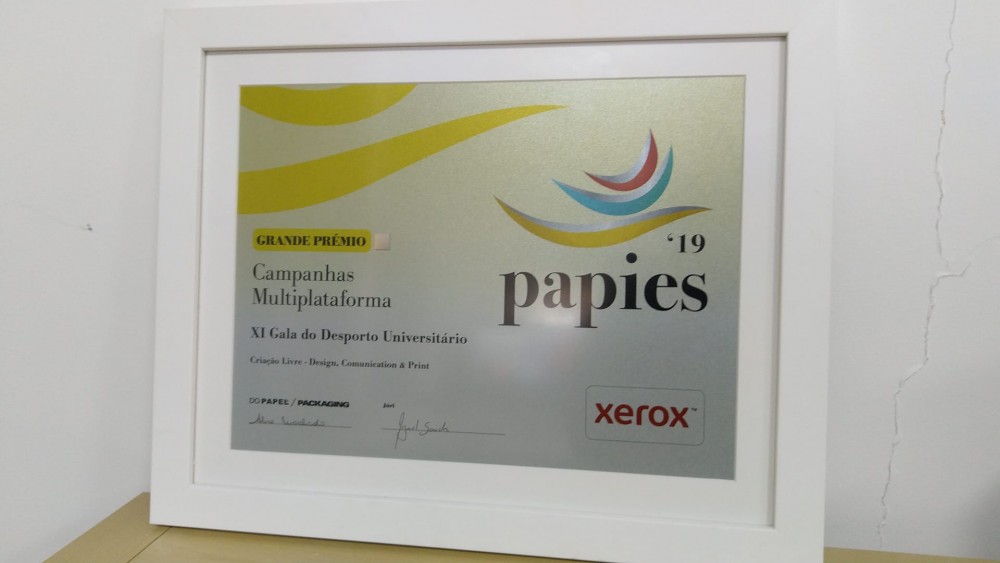 GRANDE PRÉMIO
Campanhas
Multiplataforma
XI Gala do Desporto Universitário
Criação Livre - Design, Comunication & Print
‘19
papies
DO PAPEL / PACKAGING
Júri
xerox™